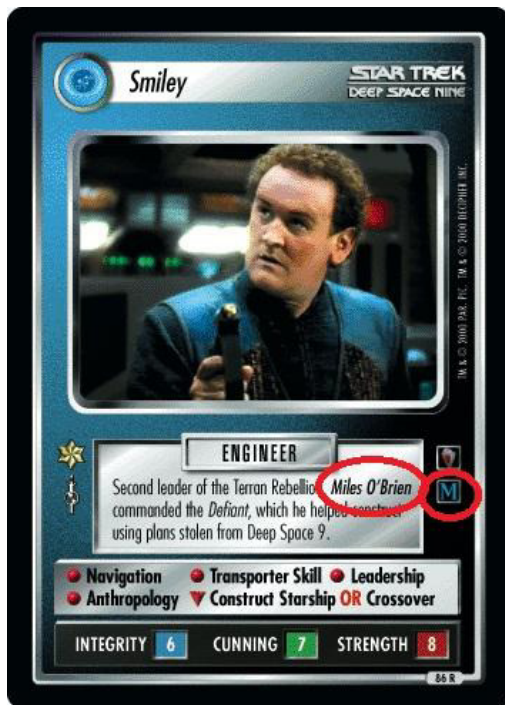 Smiley
STAR TREK
DEEP SPACE NINE
TM & © 2000 PAR. PIC. TM & © 2000 DECIPHER INC.
ENGINEER
Second leader of the Terran Rebellio Miles O'Brien
M
commanded the Defiant, which he helped construct
using plans stolen from Deep Space 9.
Navigation Transporter Skill Leadership
Anthropology Construct Starship OR Crossover
INTEGRITY 6 CUNNING 7 STRENGTH 8
86 R